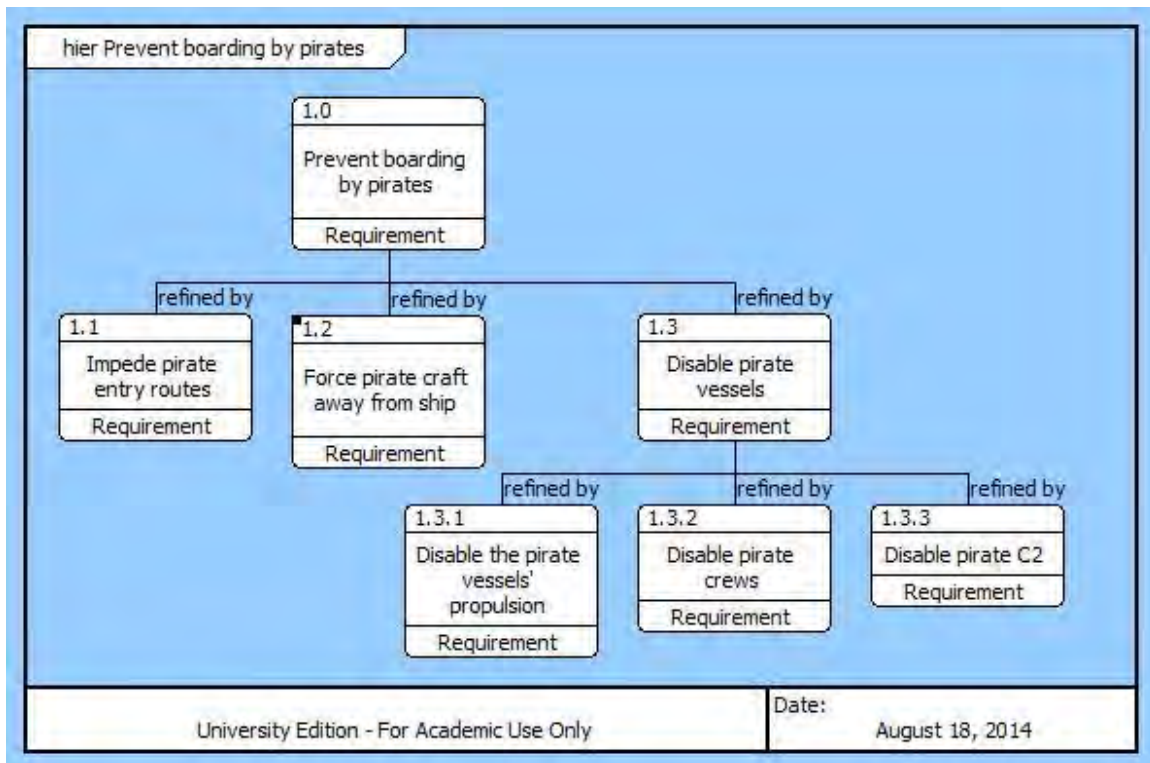 hier Prevent boarding by pirates
1.0
Prevent boarding
by pirates
Requirement
refined by
refined by
refined by
1.1
Impede pirate
entry routes
Requirement
1.2
Force pirate craft
away from ship
Requirement
1.3
Disable pirate
vessels
Requirement
refined by
refined by
refined by
1.3.1
Disable the pirate
vessels'
propulsion
Requirement
1.3.2
Disable pirate
crews
Requirement
1.3.3
Disable pirate C2
Requirement
University Edition - For Academic Use Only
Date:
August 18, 2014